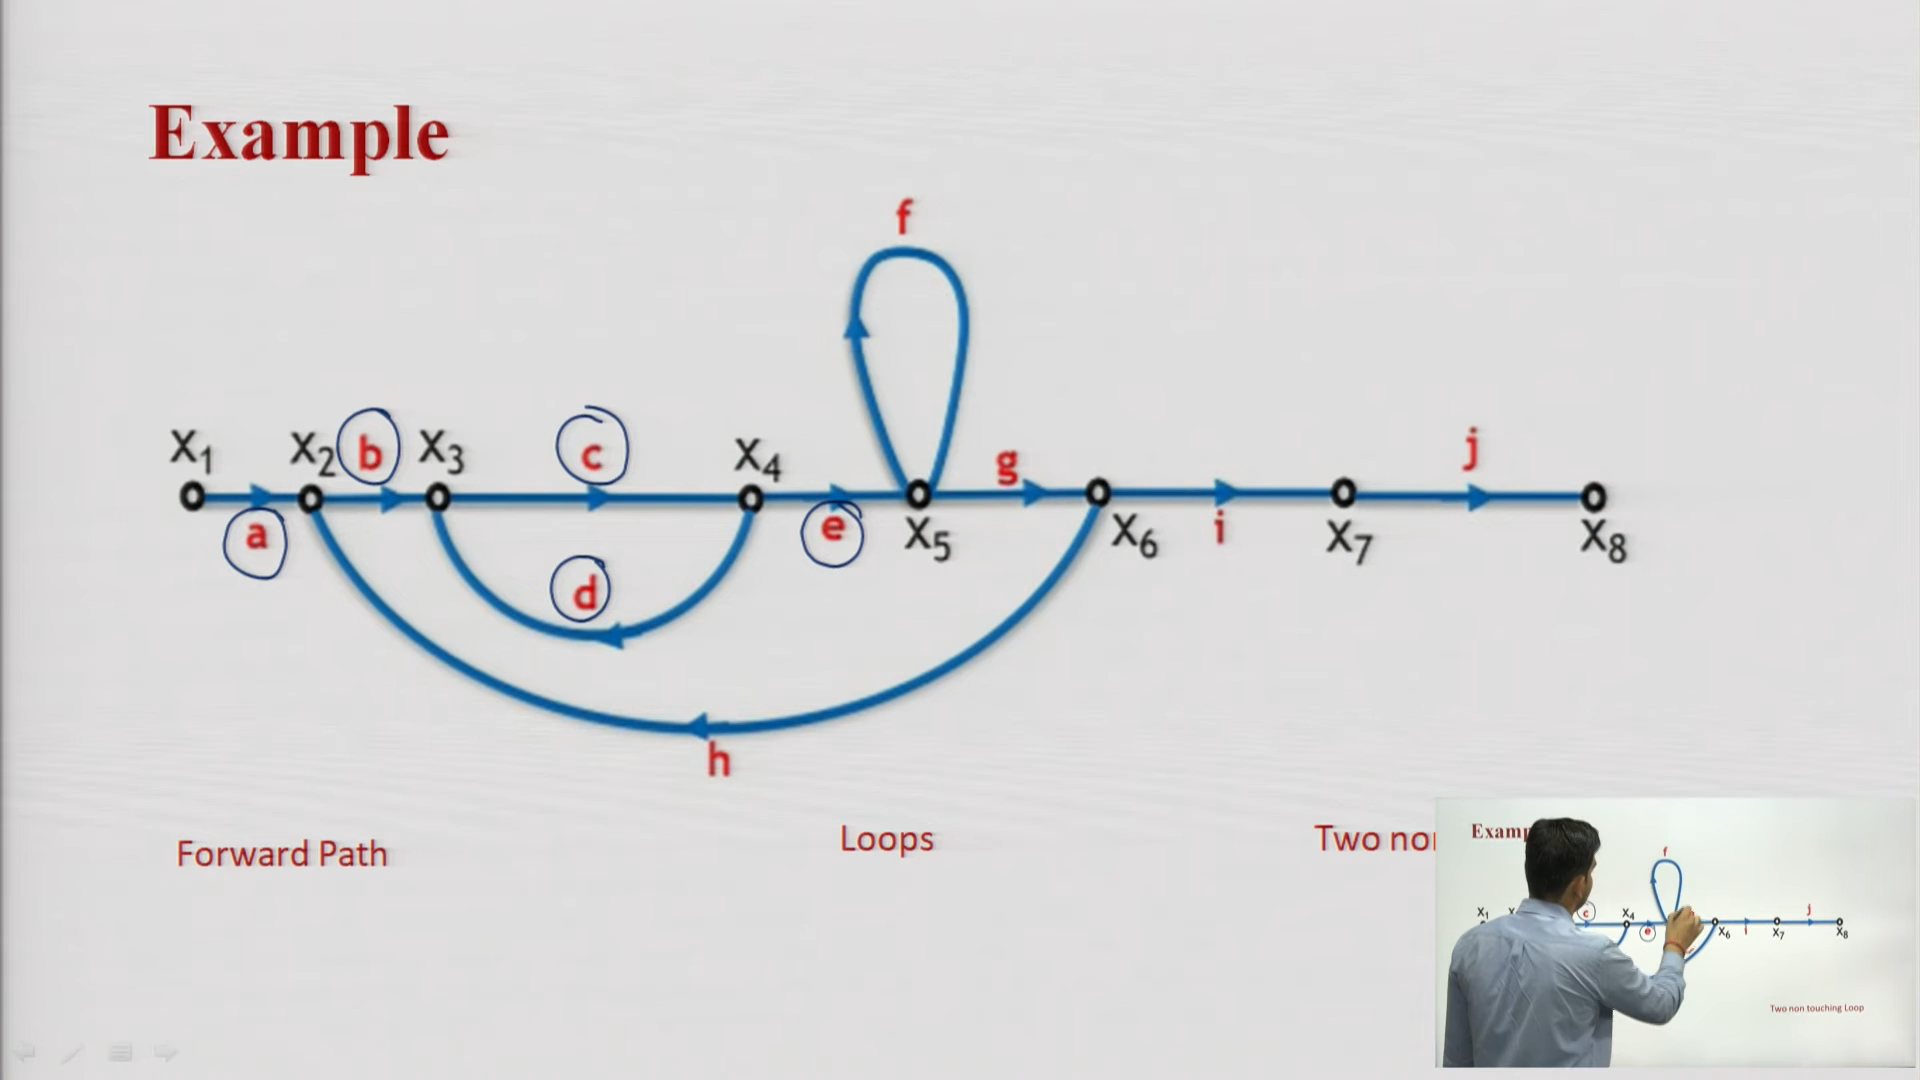 Example
f
X1 X2 b X3 c X4 g j
a e X5 X6 i X7 X8
d
h
Forward Path Loops Two non
Examp
f
X1 c X4 j
e X6 i X7 X8
Two non touching Loop